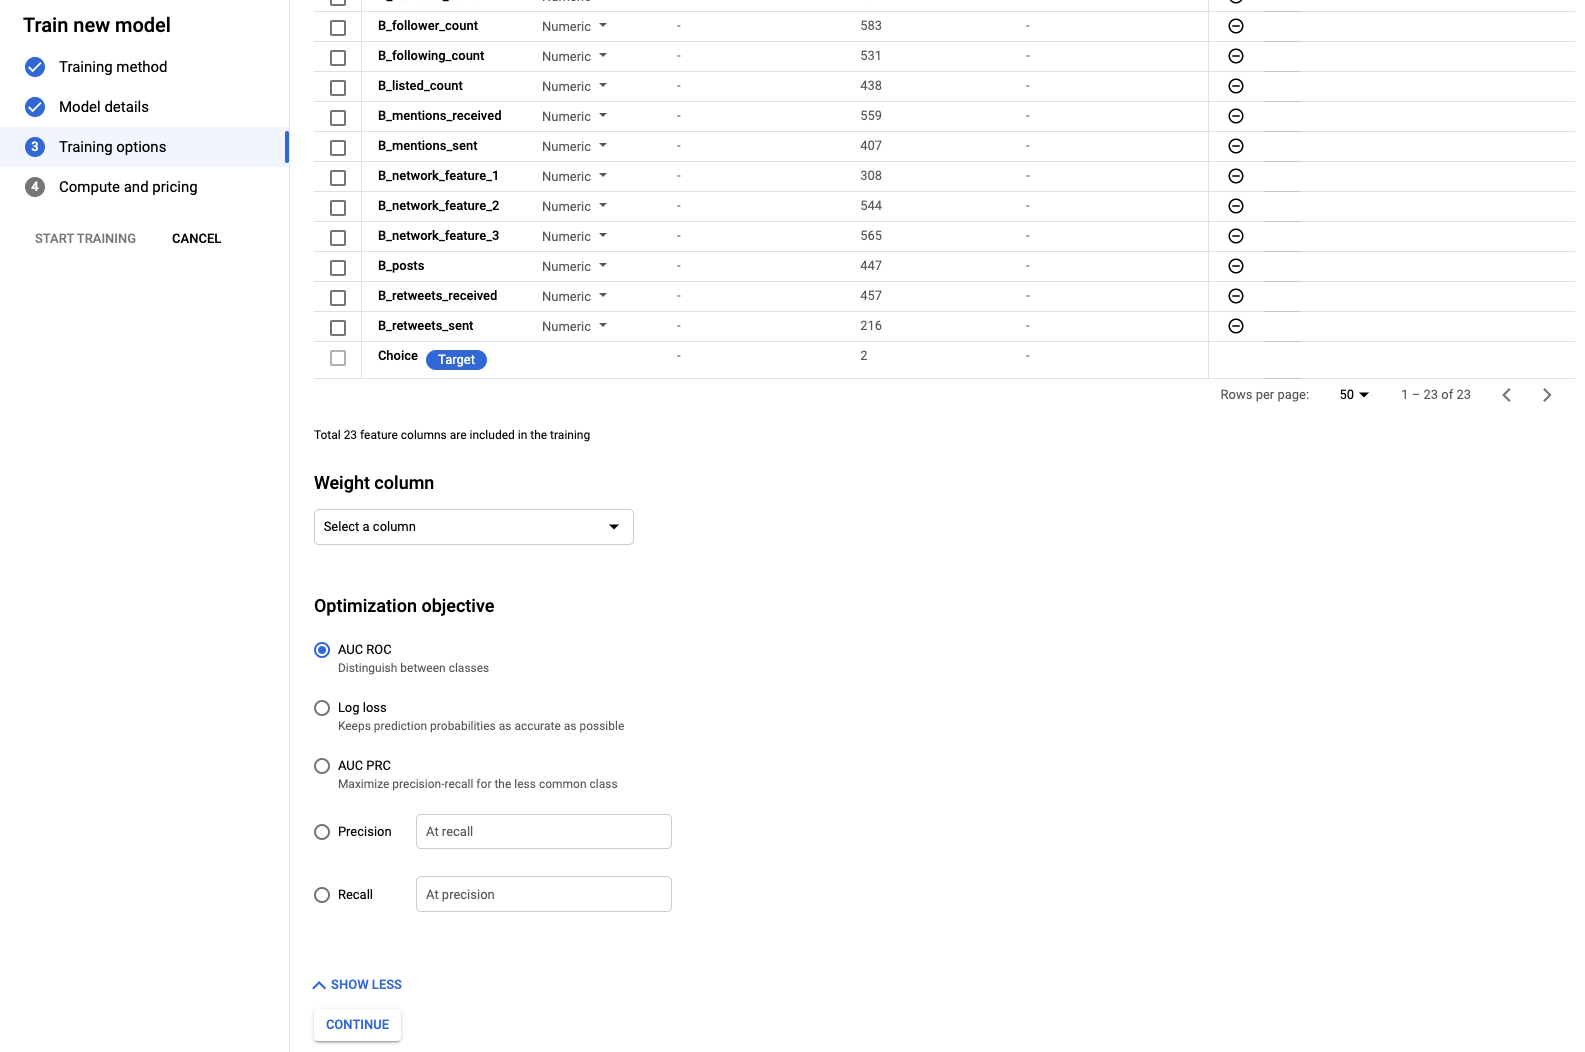 Train new model
Training method
Model details
3 Training options
4 Compute and pricing
START TRAINING CANCEL
B_follower_count Numeric - 583 -
B_following_count Numeric - 531 -
B_listed_count Numeric - 438 -
B_mentions_received Numeric - 559 -
B_mentions_sent Numeric - 407 -
B_network_feature_1 Numeric - 308 -
B_network_feature_2 Numeric - 544 -
B_network_feature_3 Numeric - 565 -
B_posts Numeric - 447 -
B_retweets_received Numeric - 457 -
B_retweets_sent Numeric - 216 -
Choice Target - 2 -
Rows per page: 50 1 – 23 of 23
Total 23 feature columns are included in the training
Weight column
Select a column
Optimization objective
AUC ROC
Distinguish between classes
Log loss
Keeps prediction probabilities as accurate as possible
AUC PRC
Maximize precision-recall for the less common class
Precision At recall
Recall At precision
SHOW LESS
CONTINUE